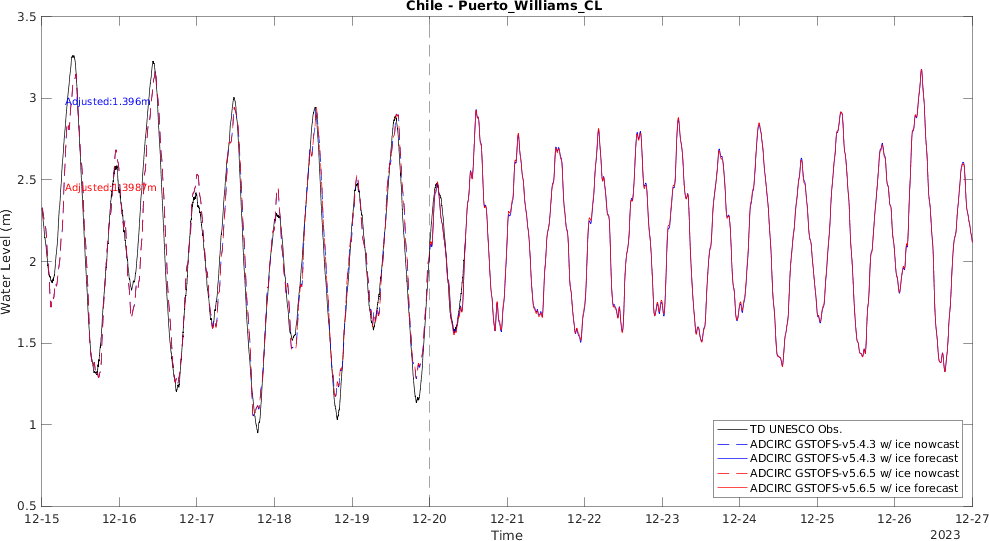 Chile - Puerto_Williams_CL
3.5
3
2.5
2
1.5
1
0.5
Water Level (m)
Adjusted:1.396m
Adjusted:1.3987m
TD UNESCO Obs.
ADCIRC GSTOFS-v5.4.3 w/ ice nowcast
ADCIRC GSTOFS-v5.4.3 w/ ice forecast
ADCIRC GSTOFS-v5.6.5 w/ ice nowcast
ADCIRC GSTOFS-v5.6.5 w/ ice forecast
12-15 12-16 12-17 12-18 12-19 12-20 12-21 12-22 12-23 12-24 12-25 12-26 12-27
Time
2023